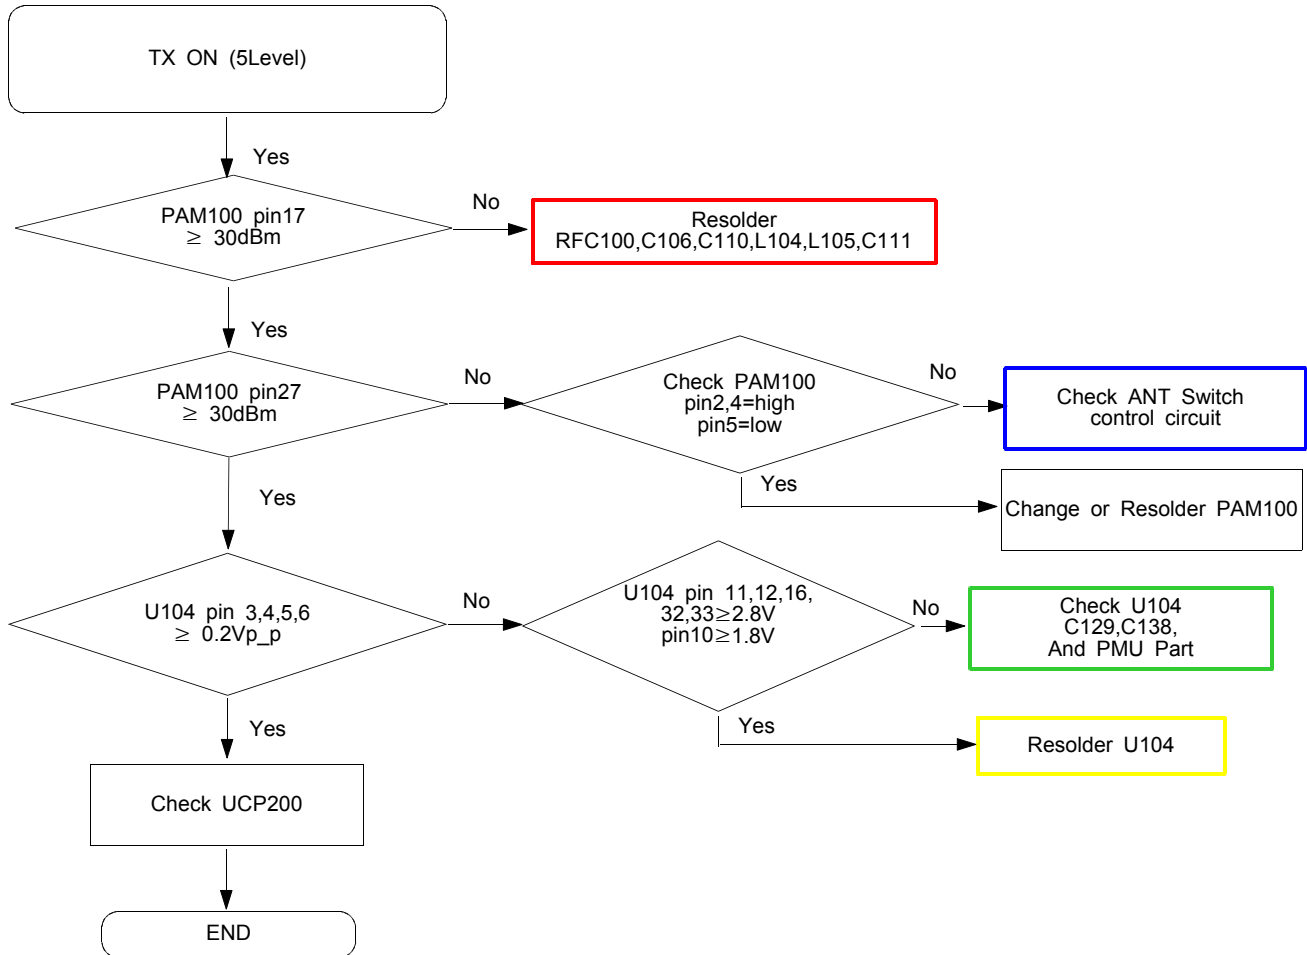 TX ON (5Level)
Yes
PAM100 pin17
≥ 30dBm
No
Resolder
RFC100,C106,C110,L104,L105,C111
Yes
PAM100 pin27
≥ 30dBm
No
Check PAM100
pin2,4=high
pin5=low
No
Check ANT Switch
control circuit
Yes
Change or Resolder PAM100
Yes
U104 pin 3,4,5,6
≥ 0.2Vp_p
No
U104 pin 11,12,16,
32,33≥2.8V
pin10≥1.8V
No
Check U104
C129,C138,
And PMU Part
Yes
Resolder U104
Yes
Check UCP200
END